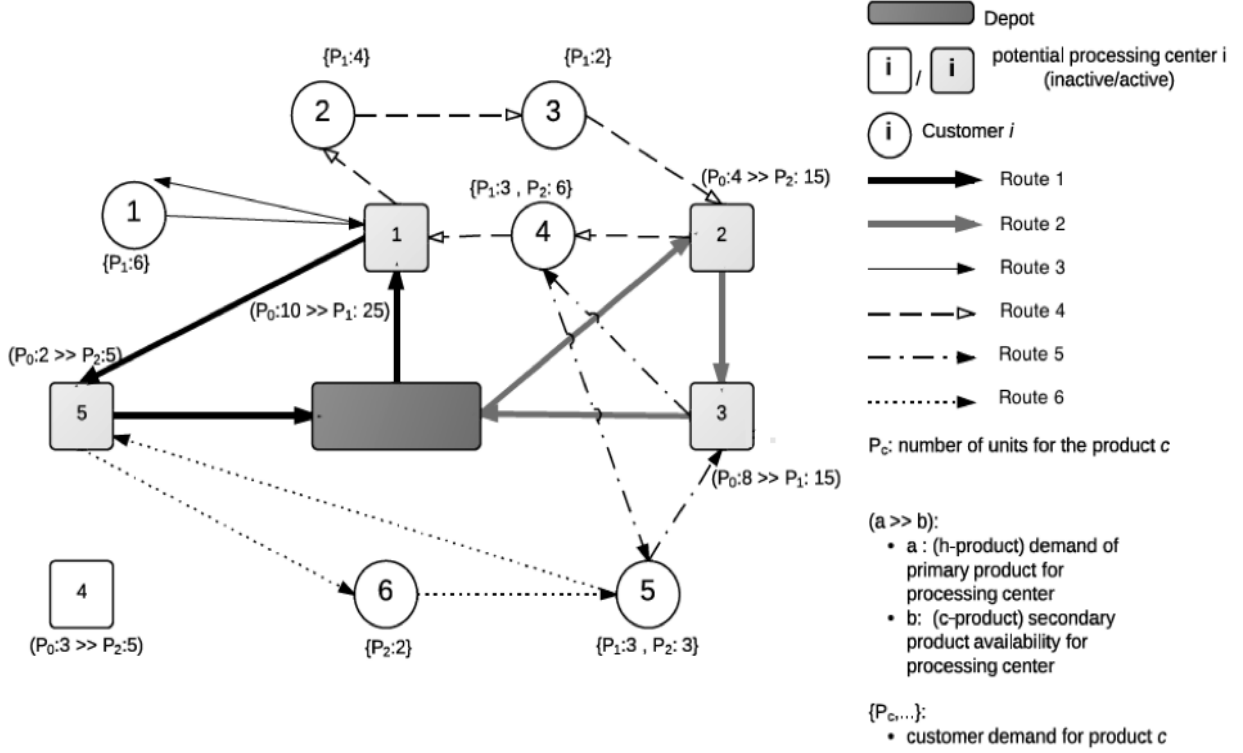 {P₁:4}
{P₁:2}
2
3
(P₀:4 >> P₂: 15)
{P₁:3 , P₂: 6}
1
1
4
2
{P₁:6}
(P₀:10 >> P₁: 25)
(P₀:2 >> P₂:5)
5
3
(P₀:8 >> P₁: 15)
4
6
5
(P₀:3 >> P₂:5)
{P₂:2}
{P₁:3 , P₂: 3}
Depot
i / i
potential processing center i
(inactive/active)
i
Customer i
Route 1
Route 2
Route 3
Route 4
Route 5
Route 6
P꜀: number of units for the product c
(a >> b):
• a : (h-product) demand of
primary product for
processing center
• b: (c-product) secondary
product availability for
processing center
{P꜀,...}:
• customer demand for product c